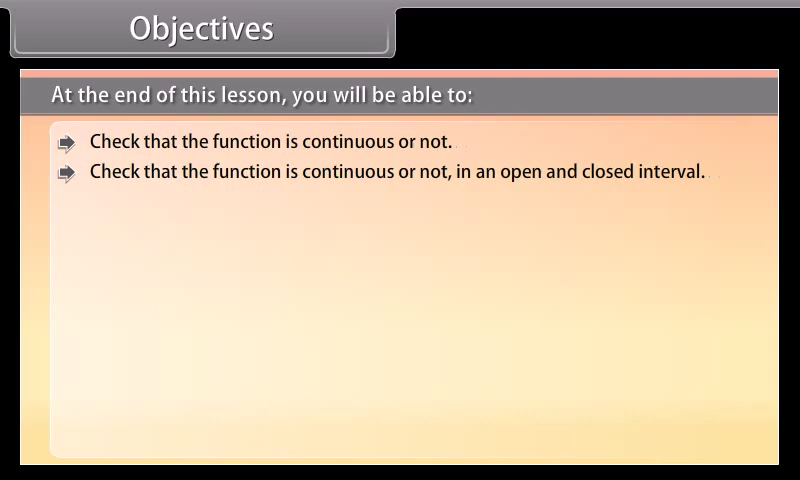 Objectives
At the end of this lesson, you will be able to:
Check that the function is continuous or not.
Check that the function is continuous or not, in an open and closed interval.